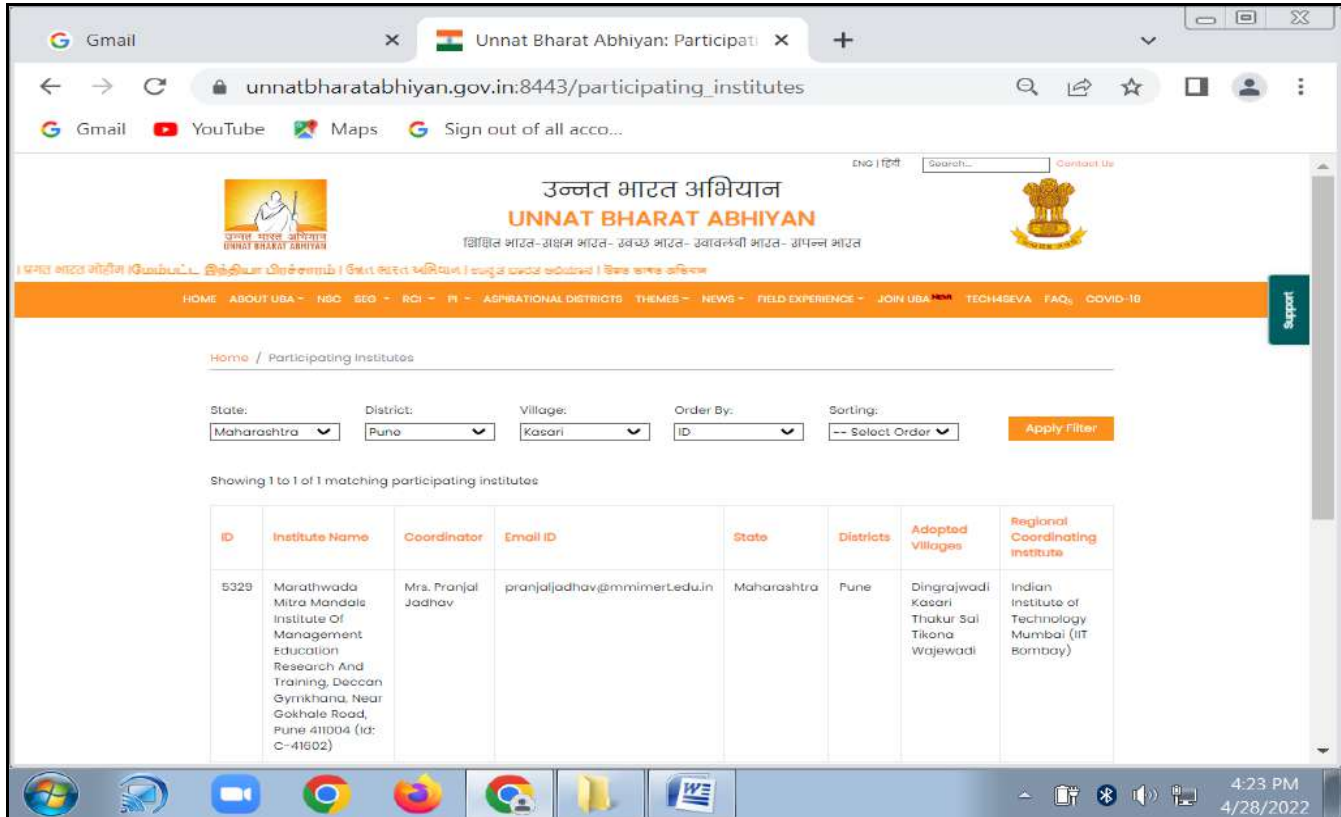 Gmail
Unnat Bharat Abhiyan: Participati
unnatbharatabhiyan.gov.in:8443/participating_institutes
Gmail YouTube Maps Sign out of all acco...
ENG | हिंदी Search... Contact Us
उन्नत भारत अभियान
UNNAT BHARAT ABHIYAN
उन्नत भारत अभियान
UNNAT BHARAT ABHIYAN
शिक्षित भारत-सक्षम भारत- स्वच्छ भारत- स्वावलंबी भारत- संपन्न भारत
HOME ABOUT UBA NSC SEG RCI PI ASPIRATIONAL DISTRICTS THEMES NEWS FIELD EXPERIENCE JOIN UBA TECH4SEVA FAQs COVID-19
Support
Home / Participating Institutes
State: District: Village: Order By: Sorting:
Maharashtra Pune Kasari ID -- Select Order Apply Filter
Showing 1 to 1 of 1 matching participating institutes
ID Institute Name Coordinator Email ID State Districts Adopted Villages Regional Coordinating Institute
5329 Marathwada Mrs. Pranjal pranjaljadhav@mmimert.edu.in Maharashtra Pune Dingrajwadi Indian
Mitra Mandals Jadhav Kasari Institute of
Institute Of Thakur Sai Technology
Management Tikona Mumbai (IIT
Education Wajewadi Bombay)
Research And
Training, Deccan
Gymkhana, Near
Gokhale Road,
Pune 411004 (Id:
C-41602)
4:23 PM
4/28/2022